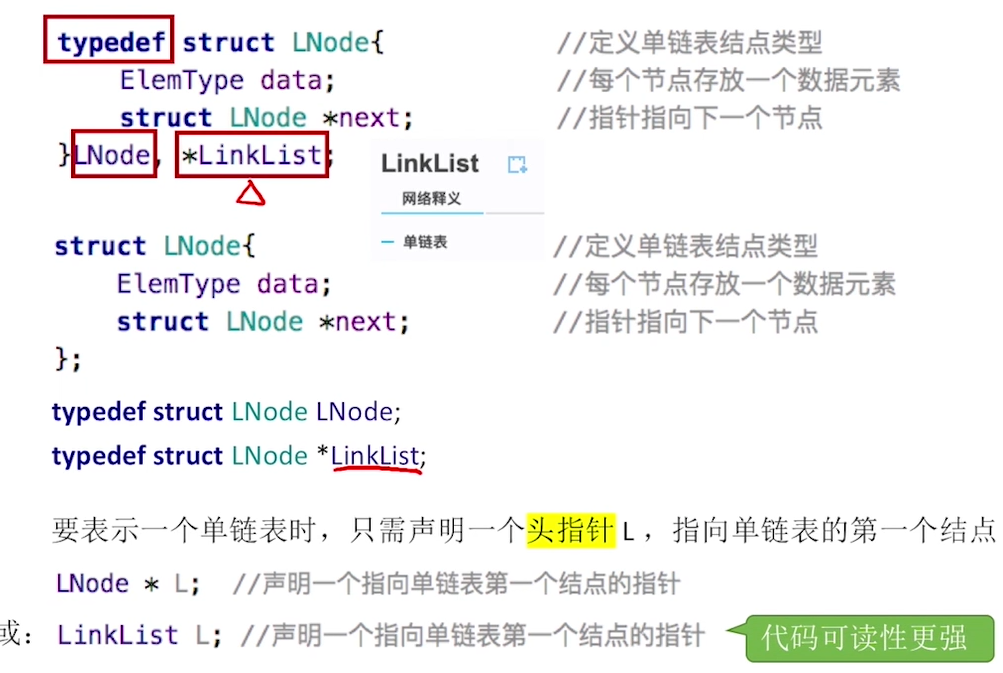 typedef struct LNode{ //定义单链表结点类型
ElemType data; //每个节点存放一个数据元素
struct LNode *next; //指针指向下一个节点
}LNode, *LinkList;
LinkList
网络释义
单链表
struct LNode{ //定义单链表结点类型
ElemType data; //每个节点存放一个数据元素
struct LNode *next; //指针指向下一个节点
};
typedef struct LNode LNode;
typedef struct LNode *LinkList;
要表示一个单链表时，只需声明一个头指针 L ，指向单链表的第一个结点
LNode * L; //声明一个指向单链表第一个结点的指针
或： LinkList L; //声明一个指向单链表第一个结点的指针
代码可读性更强